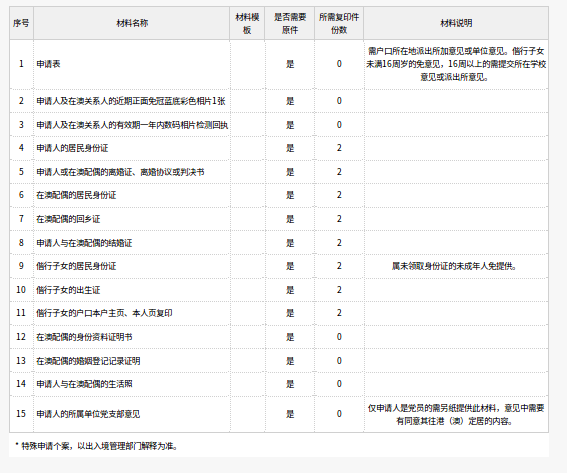 序号 材料名称 材料模板 是否需要原件 所需复印件份数 材料说明
1 申请表 是 0 需户口所在地派出所加意见或单位意见。偕行子女未满16周岁的免意见，16周以上的需提交所在学校意见或派出所意见。
2 申请人及在澳关系人的近期正面免冠蓝底彩色相片1张 是 0
3 申请人及在澳关系人的有效期一年内数码相片检测回执 是 0
4 申请人的居民身份证 是 2
5 申请人或在澳配偶的离婚证、离婚协议或判决书 是 2
6 在澳配偶的居民身份证 是 2
7 在澳配偶的回乡证 是 2
8 申请人与在澳配偶的结婚证 是 2
9 偕行子女的居民身份证 是 2 属未领取身份证的未成年人免提供。
10 偕行子女的出生证 是 2
11 偕行子女的户口本户主页、本人页复印 是 2
12 在澳配偶的身份资料证明书 是 0
13 在澳配偶的婚姻登记记录证明 是 0
14 申请人与在澳配偶的生活照 是 0
15 申请人的所属单位党支部意见 是 0 仅申请人是党员的需另纸提供此材料，意见中需要有同意其往港（澳）定居的内容。
* 特殊申请个案，以出入境管理部门解释为准。